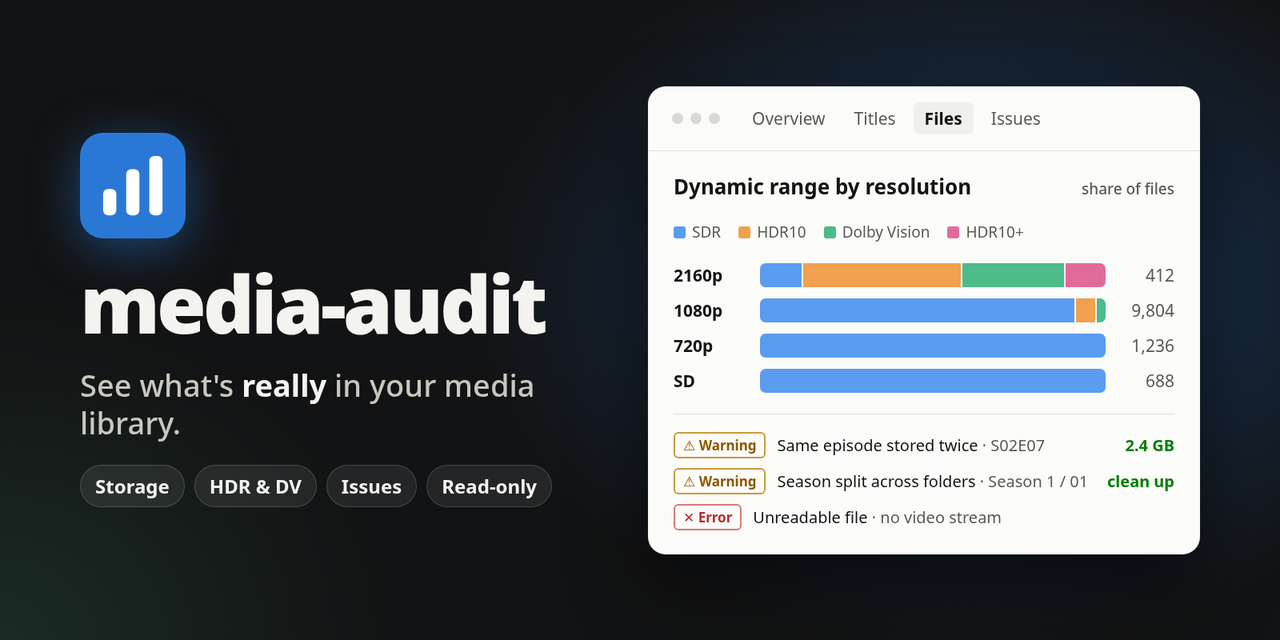 media-audit
See what's really in your media
library.
Storage HDR & DV Issues Read-only
Overview Titles Files Issues
Dynamic range by resolution share of files
SDR HDR10 Dolby Vision HDR10+
2160p 412
1080p 9,804
720p 1,236
SD 688
⚠ Warning Same episode stored twice · S02E07 2.4 GB
⚠ Warning Season split across folders · Season 1 / 01 clean up
✕ Error Unreadable file · no video stream